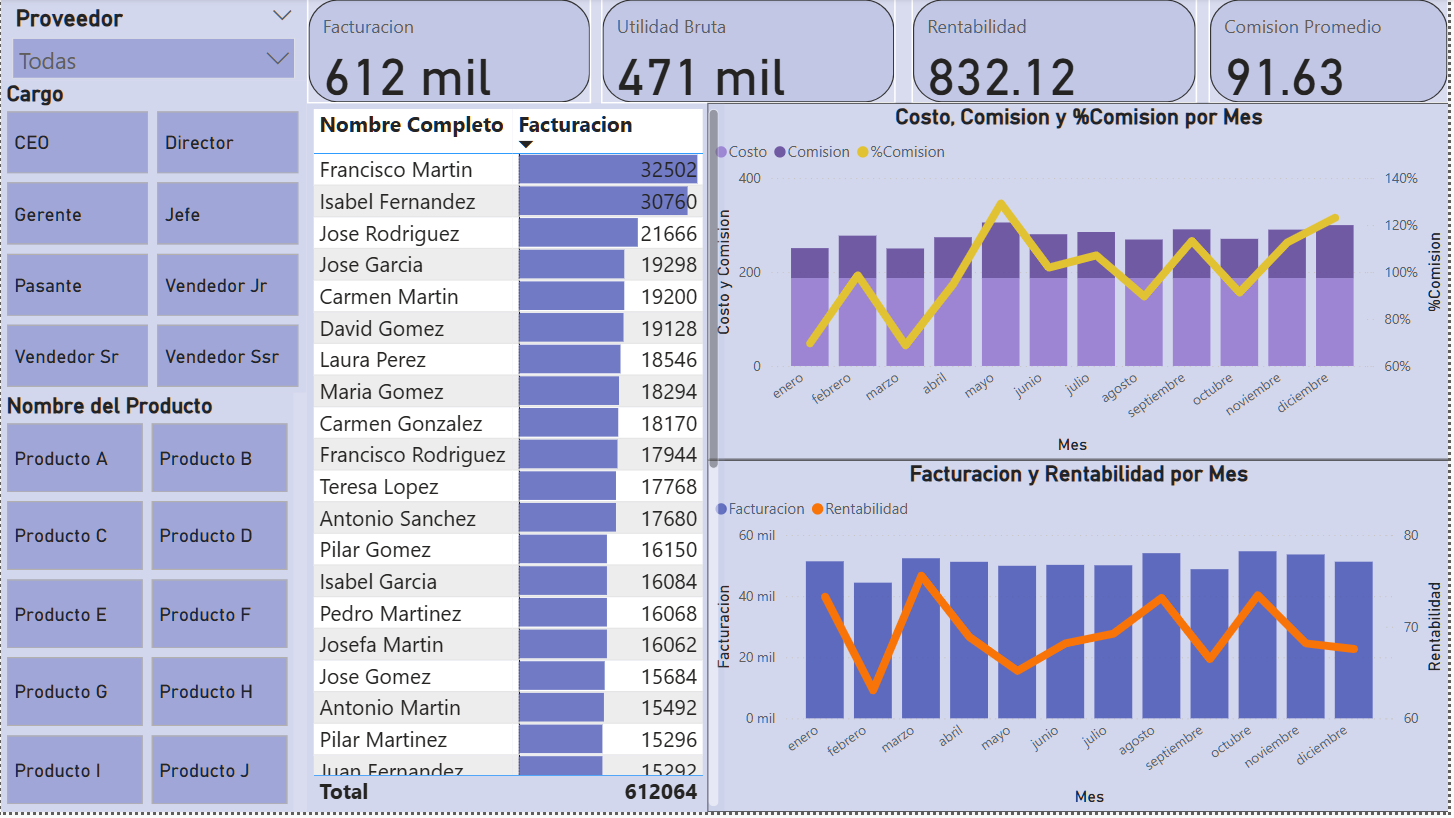 Proveedor
Todas
Cargo
CEO
Director
Gerente
Jefe
Pasante
Vendedor Jr
Vendedor Sr
Vendedor Ssr
Nombre del Producto
Producto A
Producto B
Producto C
Producto D
Producto E
Producto F
Producto G
Producto H
Producto I
Producto J
Facturacion
612 mil
Utilidad Bruta
471 mil
Rentabilidad
832.12
Comision Promedio
91.63
Nombre Completo Facturacion
Francisco Martin 32502
Isabel Fernandez 30760
Jose Rodriguez 21666
Jose Garcia 19298
Carmen Martin 19200
David Gomez 19128
Laura Perez 18546
Maria Gomez 18294
Carmen Gonzalez 18170
Francisco Rodriguez 17944
Teresa Lopez 17768
Antonio Sanchez 17680
Pilar Gomez 16150
Isabel Garcia 16084
Pedro Martinez 16068
Josefa Martin 16062
Jose Gomez 15684
Antonio Martin 15492
Pilar Martinez 15296
Juan Fernandez 15292
Total 612064
Costo, Comision y %Comision por Mes
Costo Comision %Comision
Costo y Comision
400
200
0
140%
120%
100%
80%
60%
%Comision
enero
febrero
marzo
abril
mayo
junio
julio
agosto
septiembre
octubre
noviembre
diciembre
Mes
Facturacion y Rentabilidad por Mes
Facturacion Rentabilidad
Facturacion
60 mil
40 mil
20 mil
0 mil
80
70
60
Rentabilidad
enero
febrero
marzo
abril
mayo
junio
julio
agosto
septiembre
octubre
noviembre
diciembre
Mes